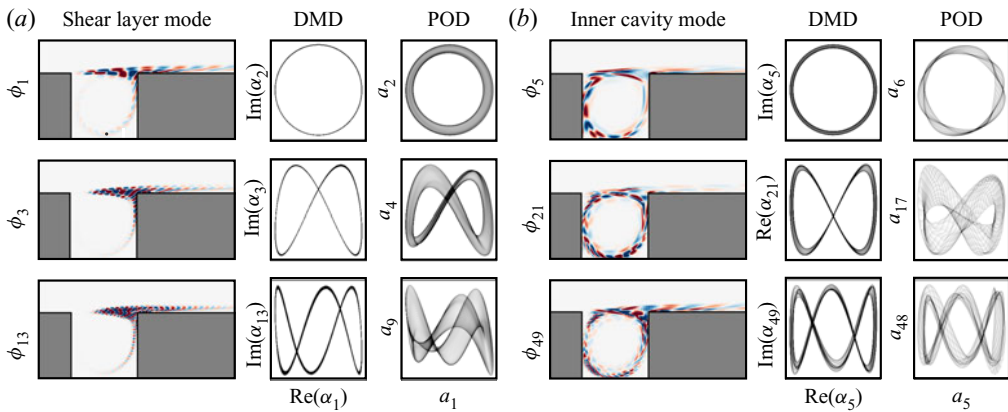 (a) Shear layer mode DMD POD (b) Inner cavity mode DMD POD
ϕ1 Im(α2) a2 ϕ5 Im(α5) a6
ϕ3 Im(α3) a4 ϕ21 Re(α21) a17
ϕ13 Im(α13) a9 ϕ49 Im(α49) a48
Re(α1) a1 Re(α5) a5